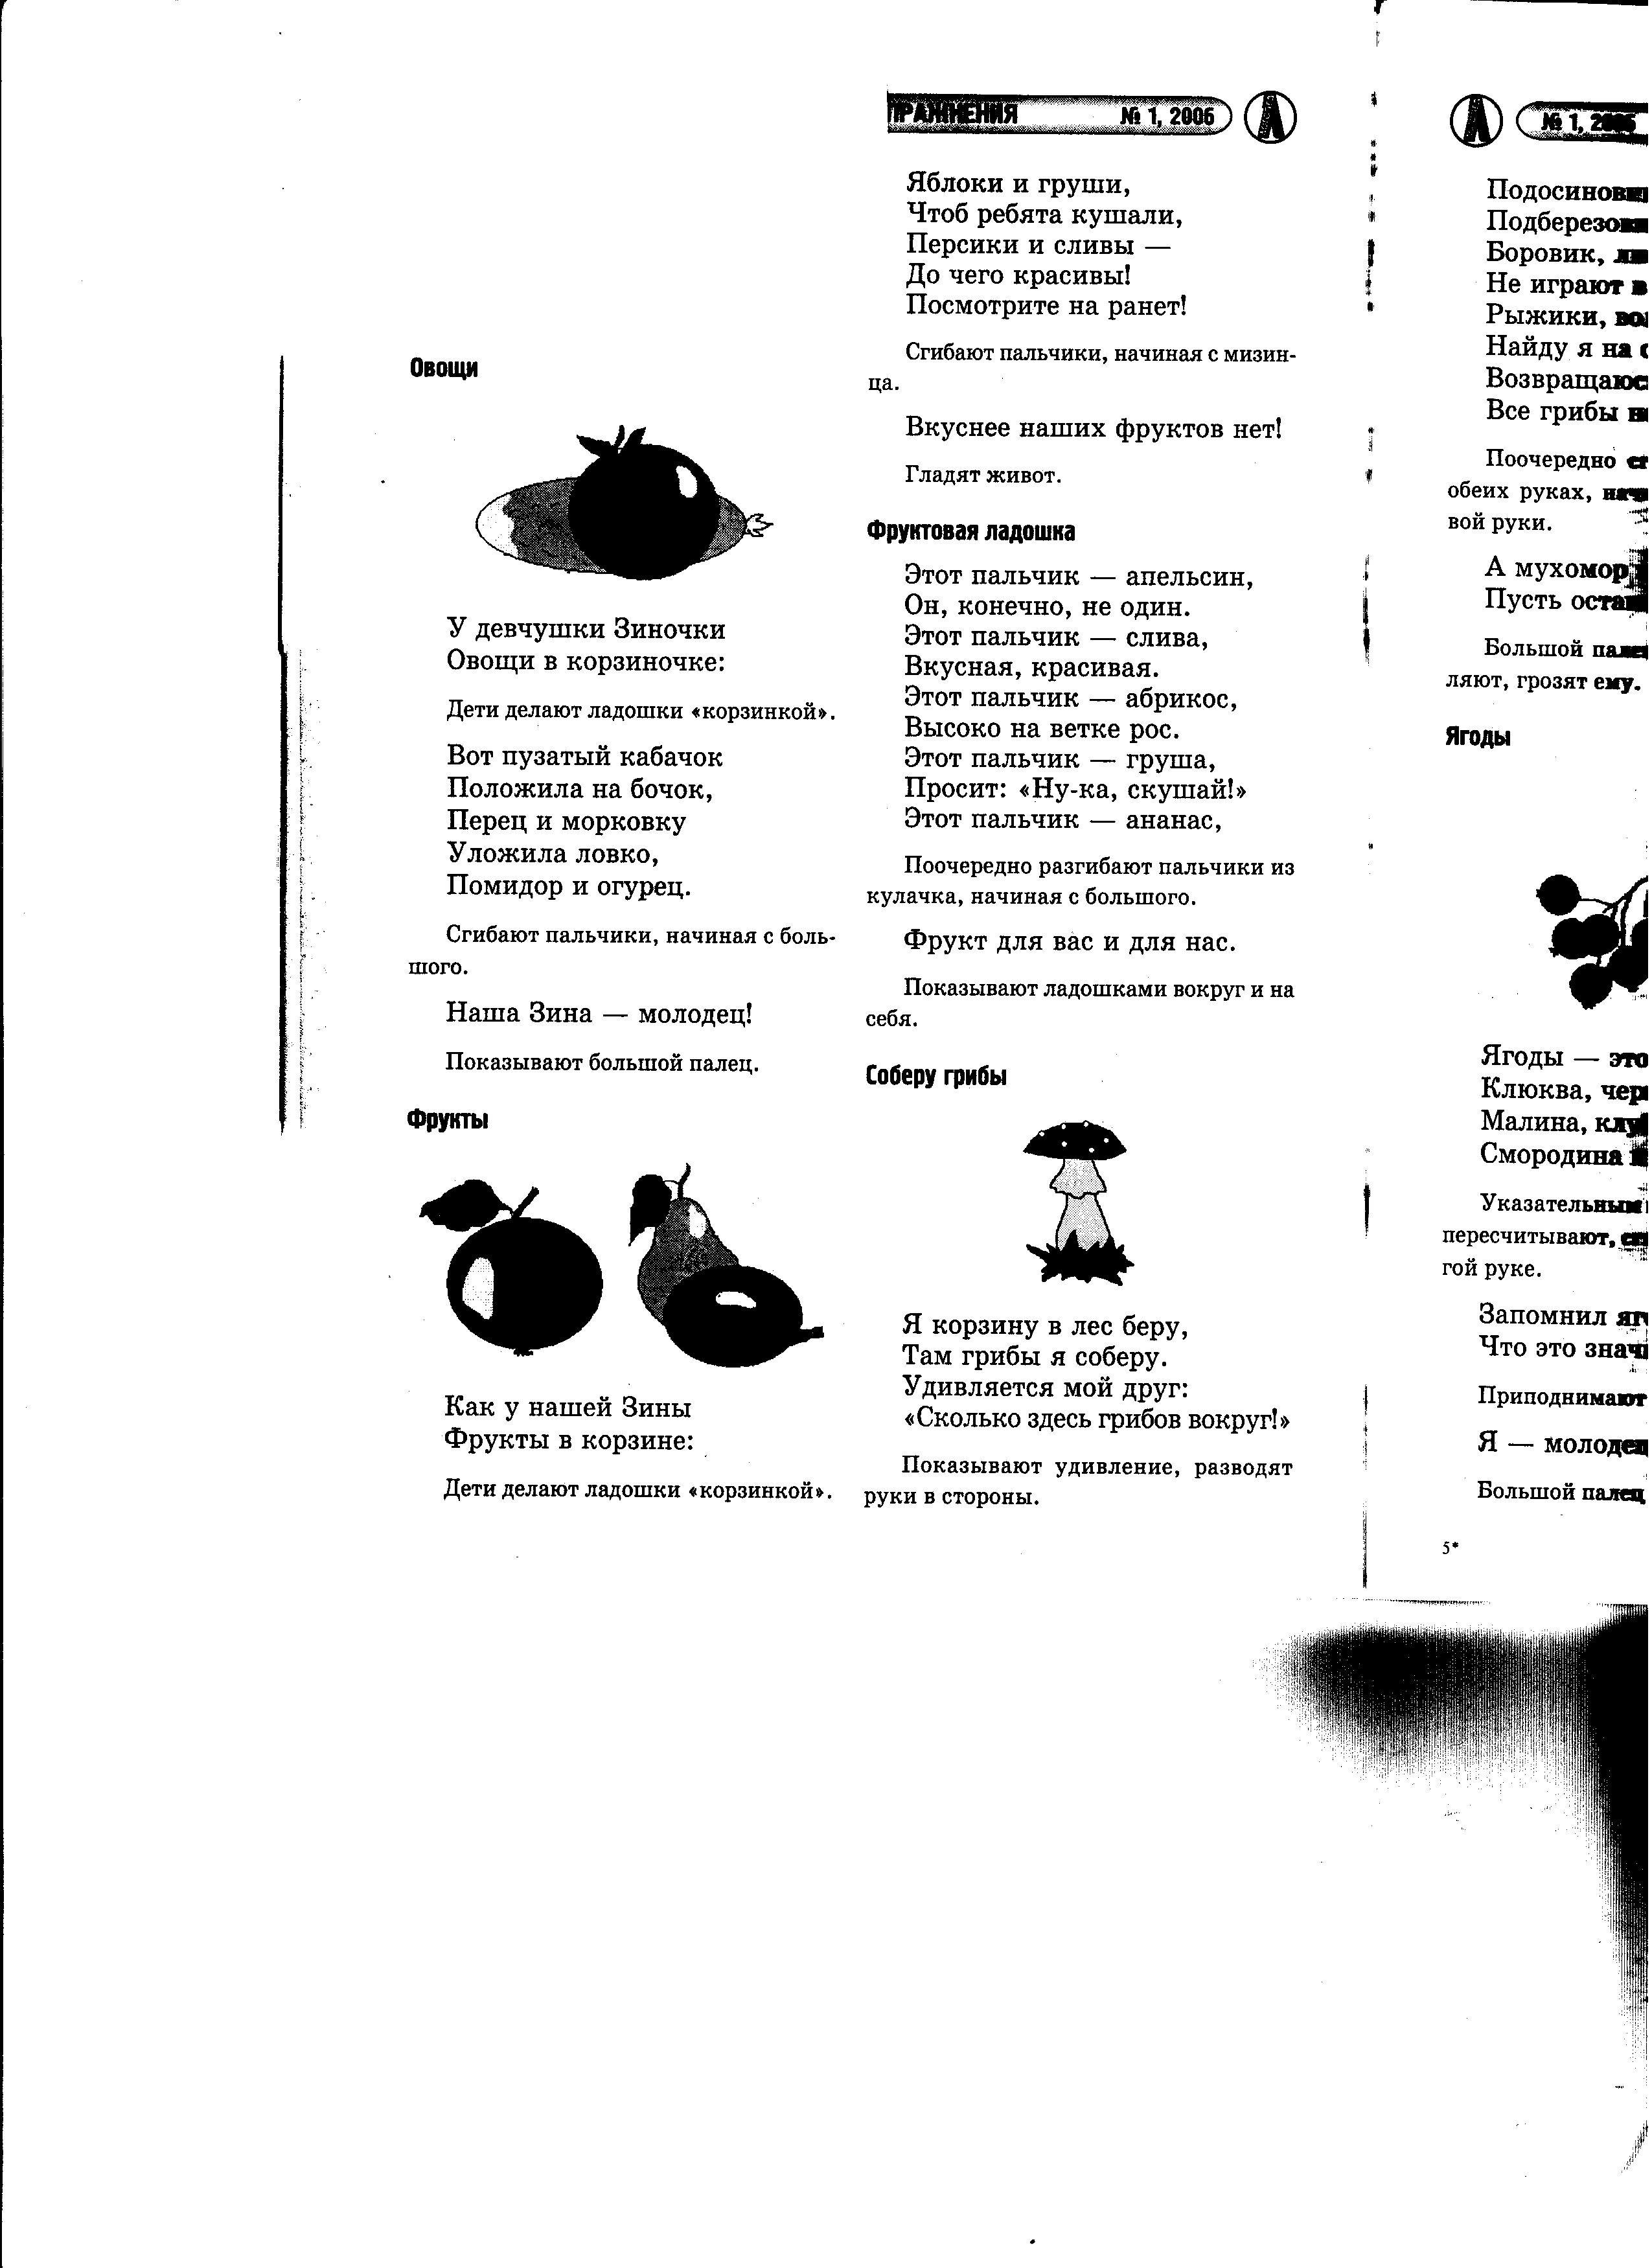 № 1, 2006
Овощи
У девчушки Зиночки
Овощи в корзиночке:
Дети делают ладошки «корзинкой».
Вот пузатый кабачок
Положила на бочок,
Перец и морковку
Уложила ловко,
Помидор и огурец.
Сгибают пальчики, начиная с боль-
шого.
Наша Зина — молодец!
Показывают большой палец.
Фрукты
Как у нашей Зины
Фрукты в корзине:
Дети делают ладошки «корзинкой».
Яблоки и груши,
Чтоб ребята кушали,
Персики и сливы —
До чего красивы!
Посмотрите на ранет!
Сгибают пальчики, начиная с мизин-
ца.
Вкуснее наших фруктов нет!
Гладят живот.
Фруктовая ладошка
Этот пальчик — апельсин,
Он, конечно, не один.
Этот пальчик — слива,
Вкусная, красивая.
Этот пальчик — абрикос,
Высоко на ветке рос.
Этот пальчик — груша,
Просит: «Ну-ка, скушай!»
Этот пальчик — ананас,
Поочередно разгибают пальчики из
кулачка, начиная с большого.
Фрукт для вас и для нас.
Показывают ладошками вокруг и на
себя.
Соберу грибы
Я корзину в лес беру,
Там грибы я соберу.
Удивляется мой друг:
«Сколько здесь грибов вокруг!»
Показывают удивление, разводят
руки в стороны.
№ 1,
Боровик,
Не играют в
Рыжики,
Найду я на
Все грибы
Поочередно
обеих руках,
вой руки.
А мухомор
Пусть
Большой
ляют, грозят ему.
Ягоды
Ягоды — это
Клюква,
Малина,
Смородина
пересчитывают,
гой руке.
Запомнил
Что это
Приподнимают
Я —
Большой палец
5*